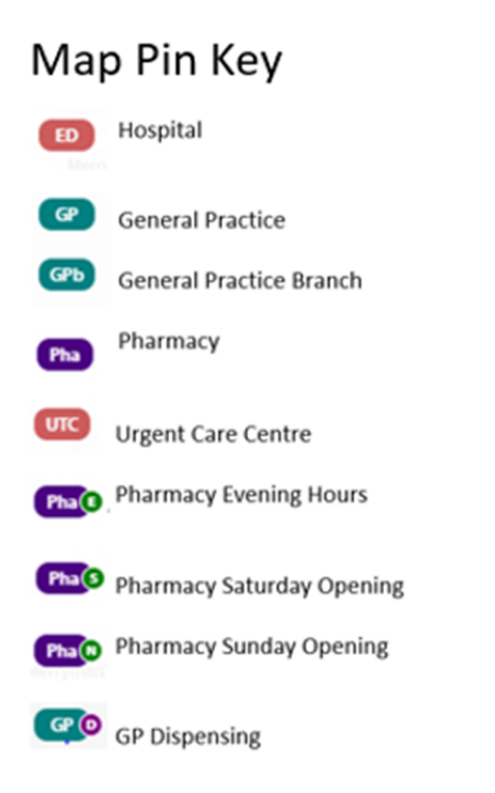 Map Pin Key
ED Hospital
GP General Practice
GPb General Practice Branch
Pha Pharmacy
UTC Urgent Care Centre
Pha E Pharmacy Evening Hours
Pha S Pharmacy Saturday Opening
Pha N Pharmacy Sunday Opening
GP D GP Dispensing